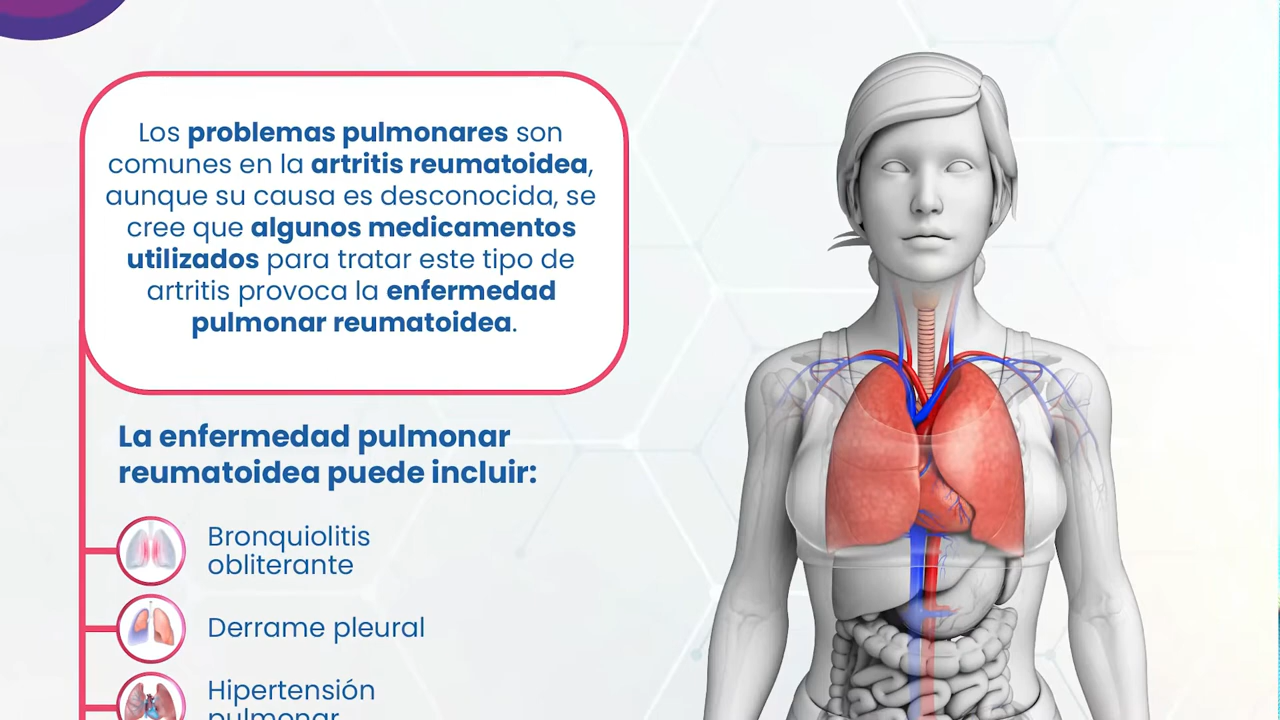 Los problemas pulmonares son
comunes en la artritis reumatoidea,
aunque su causa es desconocida, se
cree que algunos medicamentos
utilizados para tratar este tipo de
artritis provoca la enfermedad
pulmonar reumatoidea.
La enfermedad pulmonar
reumatoidea puede incluir:
Bronquiolitis
obliterante
Derrame pleural
Hipertensión
pulmonar